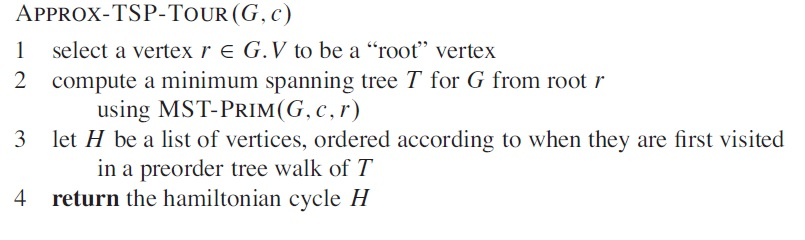 APPROX-TSP-TOUR(G, c)
1 select a vertex r ∈ G.V to be a “root” vertex
2 compute a minimum spanning tree T for G from root r
using MST-PRIM(G, c, r)
3 let H be a list of vertices, ordered according to when they are first visited
in a preorder tree walk of T
4 return the hamiltonian cycle H